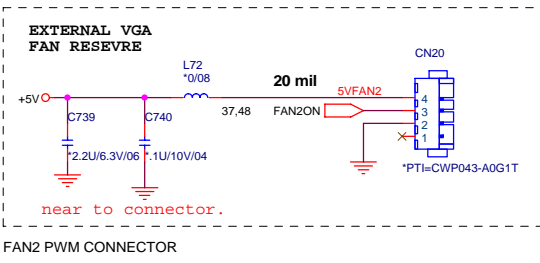 EXTERNAL VGA
FAN RESEVRE
CN20
L72
*0/08
20 mil
5VFAN2
+5V
37,48
FAN2ON
4
3
2
1
C739
C740
*2.2U/6.3V/06
*.1U/10V/04
*PTI=CWP043-A0G1T
near to connector.
FAN2 PWM CONNECTOR